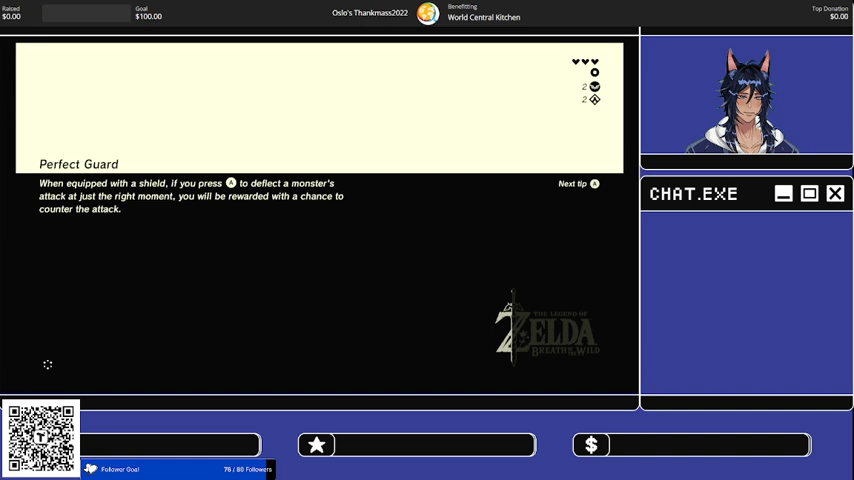 Raised
$0.00
Goal
$100.00
Oslo's Thankmass2022
Benefitting
World Central Kitchen
Top Donation
$0.00
2
2
Perfect Guard
When equipped with a shield, if you press A to deflect a monster's
attack at just the right moment, you will be rewarded with a chance to
counter the attack.
Next tip A
CHAT.EXE
THE LEGEND OF
ZELDA
BREATH OF THE WILD
T
$
Follower Goal
76 / 80 Followers